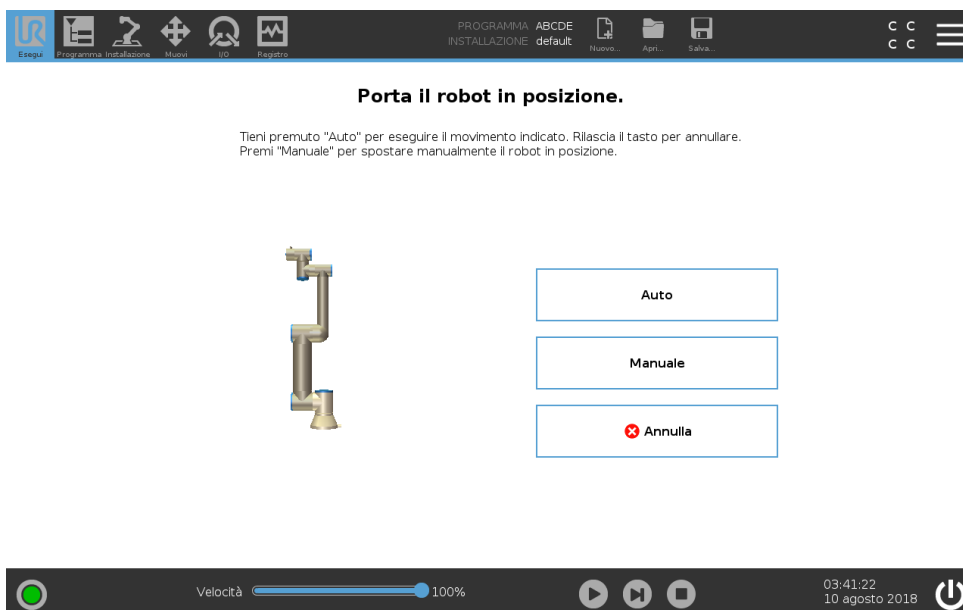 UR
Esegui
Programma
Installazione
Muovi
I/O
Registro
PROGRAMMA ABCDE
INSTALLAZIONE default
Nuovo...
Apri...
Salva...
C C
C C
Porta il robot in posizione.
Tieni premuto "Auto" per eseguire il movimento indicato. Rilascia il tasto per annullare.
Premi "Manuale" per spostare manualmente il robot in posizione.
Auto
Manuale
Annulla
Velocità 100%
03:41:22
10 agosto 2018